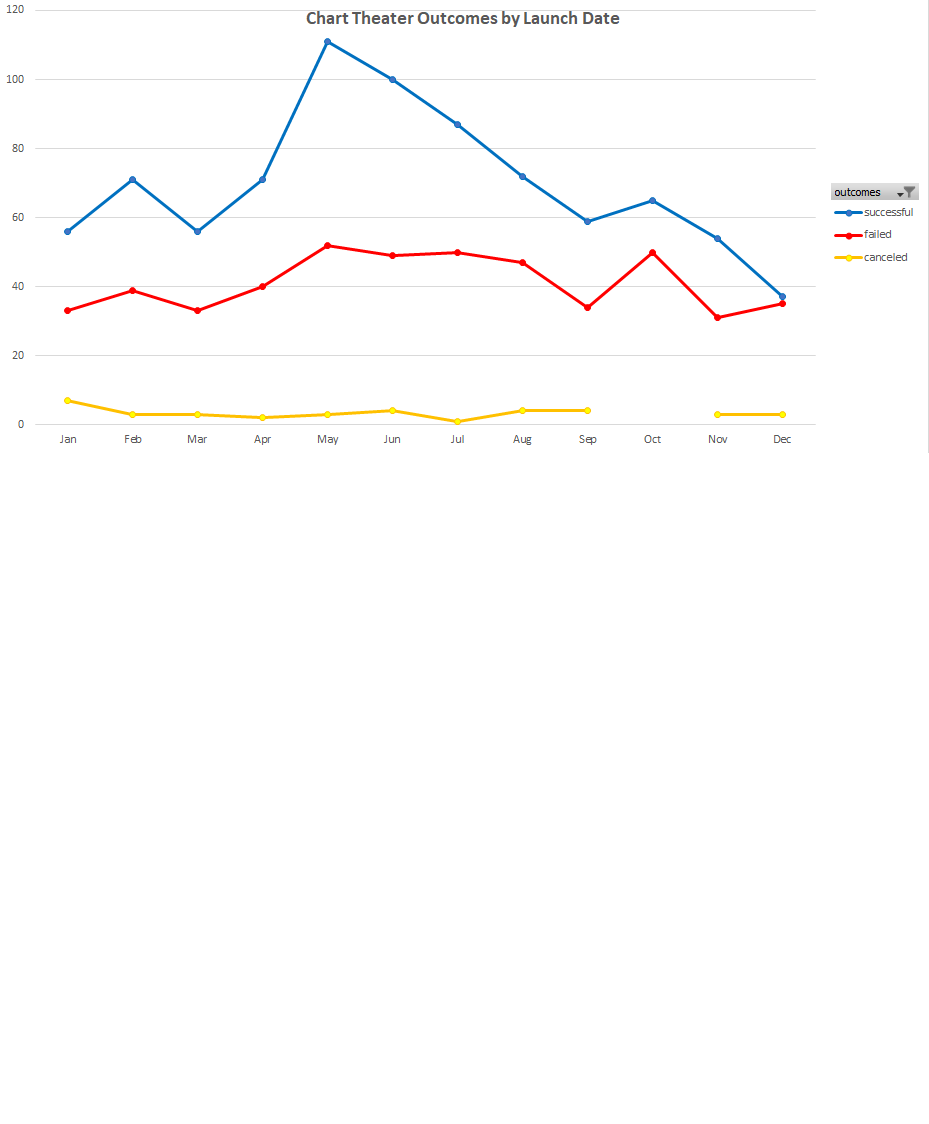 Chart Theater Outcomes by Launch Date
120
100
80
60
40
20
0
Jan Feb Mar Apr May Jun Jul Aug Sep Oct Nov Dec
outcomes
successful
failed
canceled